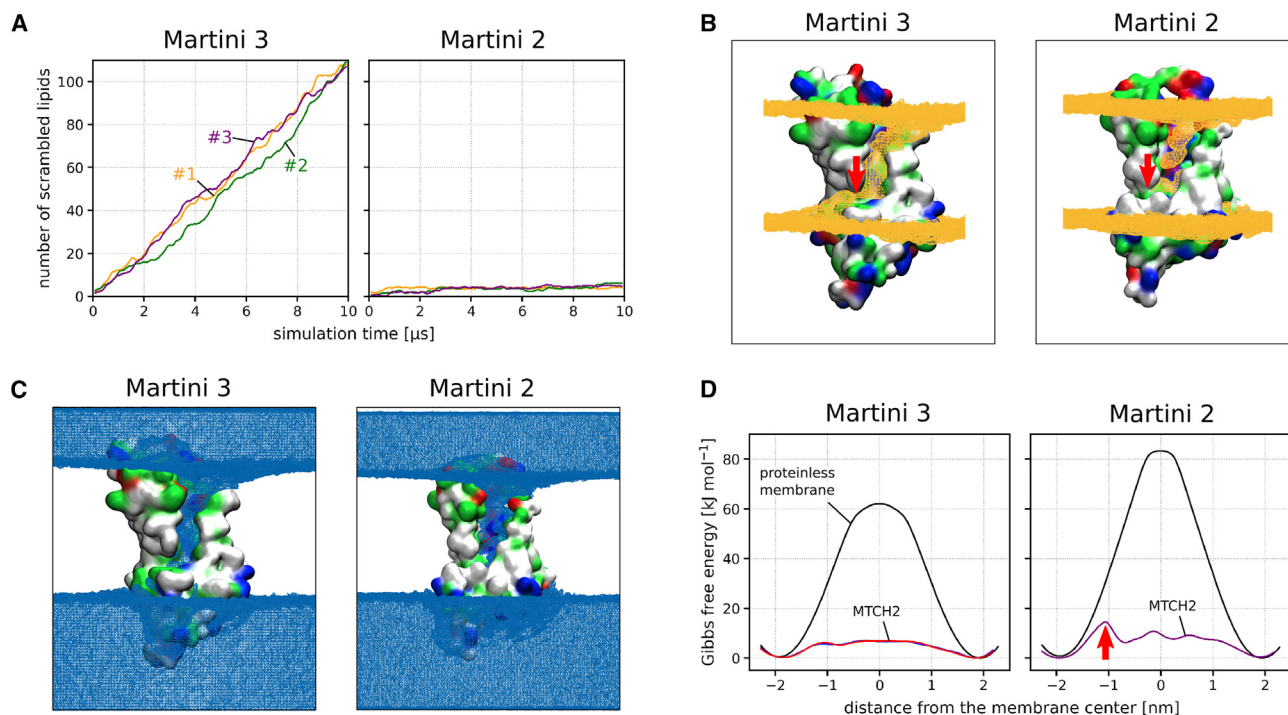 A
Martini 3
Martini 2
number of scrambled lipids
100
80
60
40
20
0
#3
#1
#2
0 2 4 6 8 10
0 2 4 6 8 10
simulation time [μs]
B
Martini 3
Martini 2
C
Martini 3
Martini 2
D
Martini 3
Martini 2
Gibbs free energy [kJ mol⁻¹]
80
60
40
20
0
proteinless
membrane
MTCH2
MTCH2
−2 −1 0 1 2
−2 −1 0 1 2
distance from the membrane center [nm]